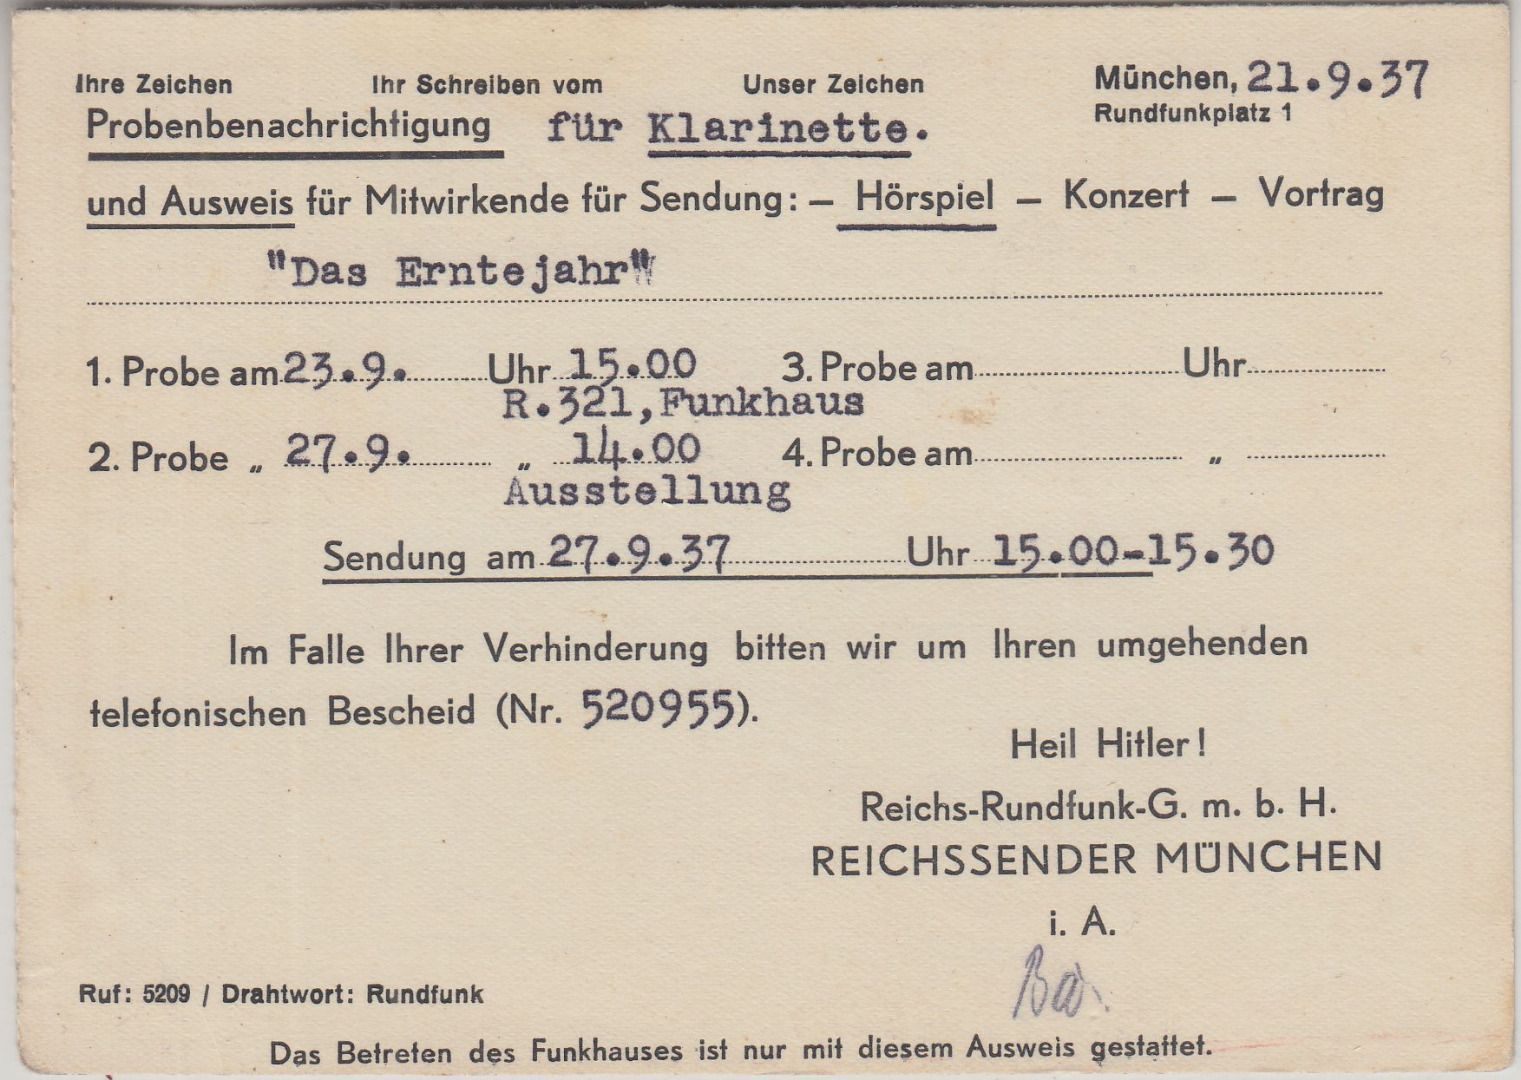 Ihre Zeichen Ihr Schreiben vom Unser Zeichen München, 21.9.37
Rundfunkplatz 1
Probenbenachrichtigung für Klarinette.
und Ausweis für Mitwirkende für Sendung: – Hörspiel – Konzert – Vortrag
"Das Erntejahr"
1. Probe am 23.9. Uhr 15.00 3. Probe am Uhr
R.321, Funkhaus
2. Probe „ 27.9. „ 14.00 4. Probe am „
Ausstellung
Sendung am 27.9.37 Uhr 15.00-15.30
Im Falle Ihrer Verhinderung bitten wir um Ihren umgehenden
telefonischen Bescheid (Nr. 520955).
Heil Hitler!
Reichs-Rundfunk-G. m. b. H.
REICHSSENDER MÜNCHEN
i. A.
Ruf: 5209 / Drahtwort: Rundfunk
Das Betreten des Funkhauses ist nur mit diesem Ausweis gestattet.